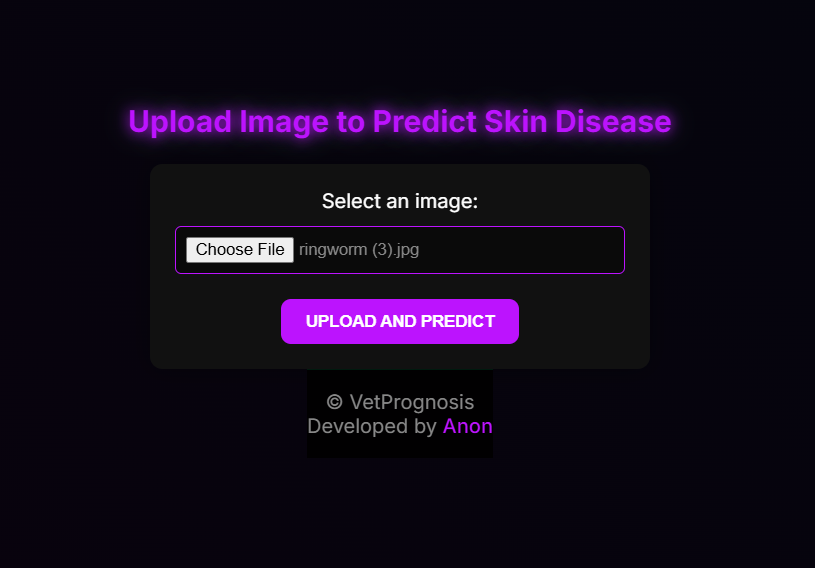 Upload Image to Predict Skin Disease
Select an image:
Choose File ringworm (3).jpg
UPLOAD AND PREDICT
© VetPrognosis
Developed by Anon